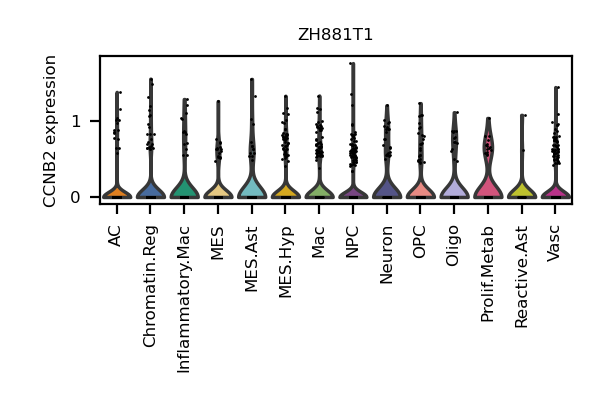 ZH881T1
CCNB2 expression
1
0
AC
Chromatin.Reg
Inflammatory.Mac
MES
MES.Ast
MES.Hyp
Mac
NPC
Neuron
OPC
Oligo
Prolif.Metab
Reactive.Ast
Vasc